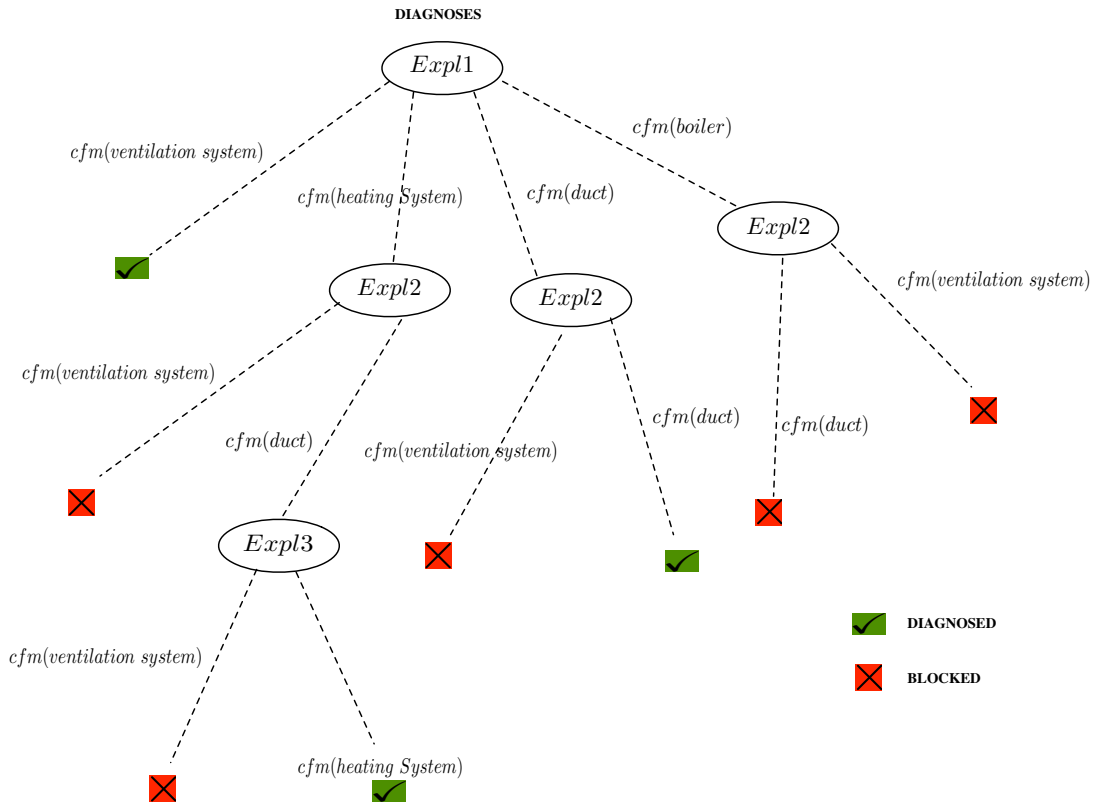 DIAGNOSES
Expl1
cfm(boiler)
cfm(ventilation system)
cfm(heating System)
cfm(duct)
Expl2
cfm(ventilation system)
Expl2
Expl2
cfm(ventilation system)
cfm(duct)
cfm(duct)
cfm(duct)
cfm(ventilation system)
Expl3
DIAGNOSED
cfm(ventilation system)
BLOCKED
cfm(heating System)